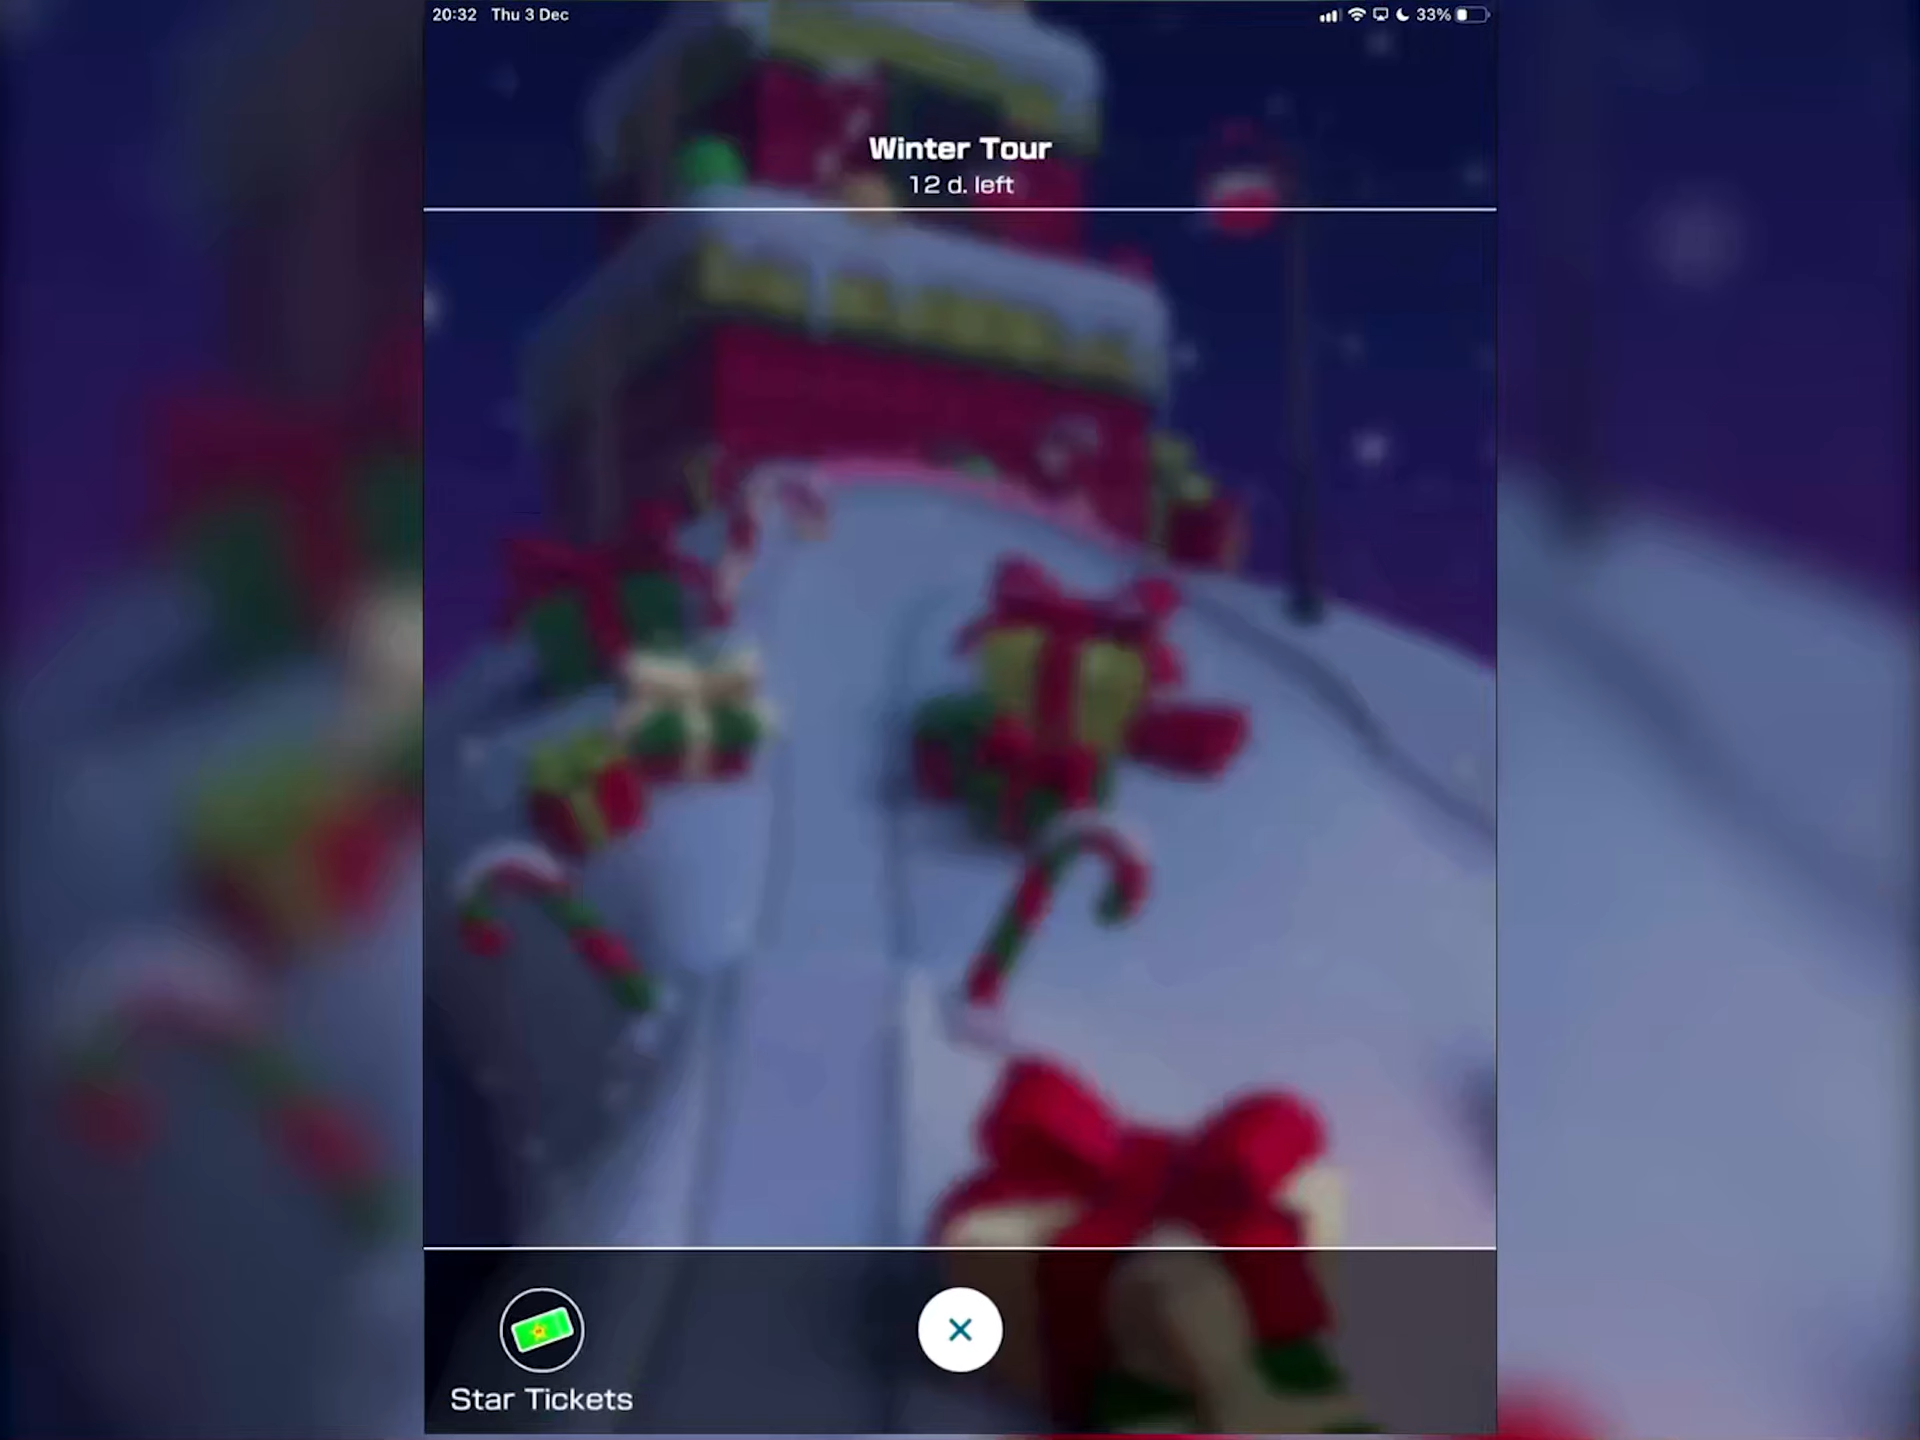 20:32 Thu 3 Dec
33%
Winter Tour
12 d. left
Star Tickets